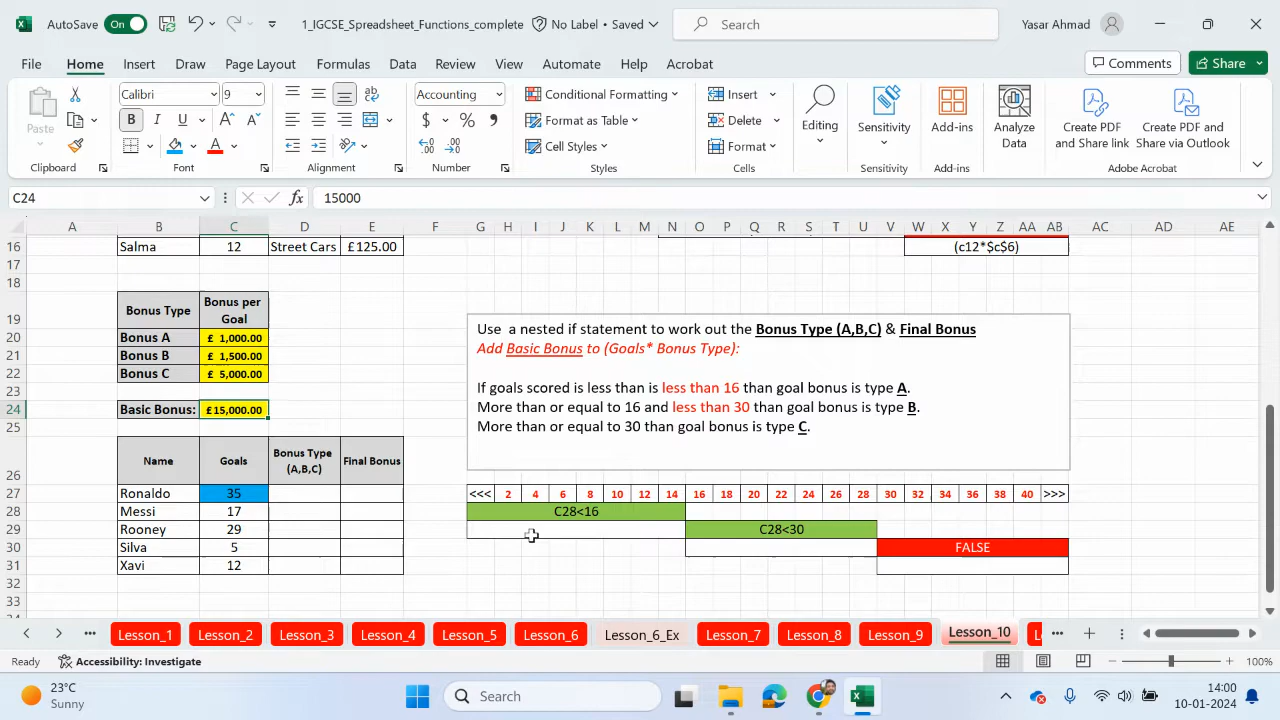 AutoSave On 1_IGCSE_Spreadsheet_Functions_complete No Label • Saved Search Yasar Ahmad
File Home Insert Draw Page Layout Formulas Data Review View Automate Help Acrobat Comments Share
Paste Calibri 9 Accounting Conditional Formatting Insert Editing Sensitivity Add-ins Analyze Data Create PDF and Share link Create PDF and Share via Outlook
B I U $ % Format as Table Delete
Cell Styles Format
Clipboard Font Alignment Number Styles Cells Sensitivity Add-ins Adobe Acrobat
C24 fx 15000
A B C D E F G H I J K L M N O P Q R S T U V W X Y Z AA AB AC AD AE
16 Salma 12 Street Cars £125.00 (c12*$c$6)
17
18
19 Bonus Type Bonus per Goal
20 Bonus A £ 1,000.00
21 Bonus B £ 1,500.00
22 Bonus C £ 5,000.00
23
24 Basic Bonus: £15,000.00
25
Use a nested if statement to work out the Bonus Type (A,B,C) & Final Bonus
Add Basic Bonus to (Goals* Bonus Type):
If goals scored is less than is less than 16 than goal bonus is type A.
More than or equal to 16 and less than 30 than goal bonus is type B.
More than or equal to 30 than goal bonus is type C.
26 Name Goals Bonus Type (A,B,C) Final Bonus
27 Ronaldo 35 <<< 2 4 6 8 10 12 14 16 18 20 22 24 26 28 30 32 34 36 38 40 >>>
28 Messi 17 C28<16
29 Rooney 29 C28<30
30 Silva 5 FALSE
31 Xavi 12
32
33
Lesson_1 Lesson_2 Lesson_3 Lesson_4 Lesson_5 Lesson_6 Lesson_6_Ex Lesson_7 Lesson_8 Lesson_9 Lesson_10
Ready Accessibility: Investigate 100%
23°C
Sunny
Search
14:00
10-01-2024